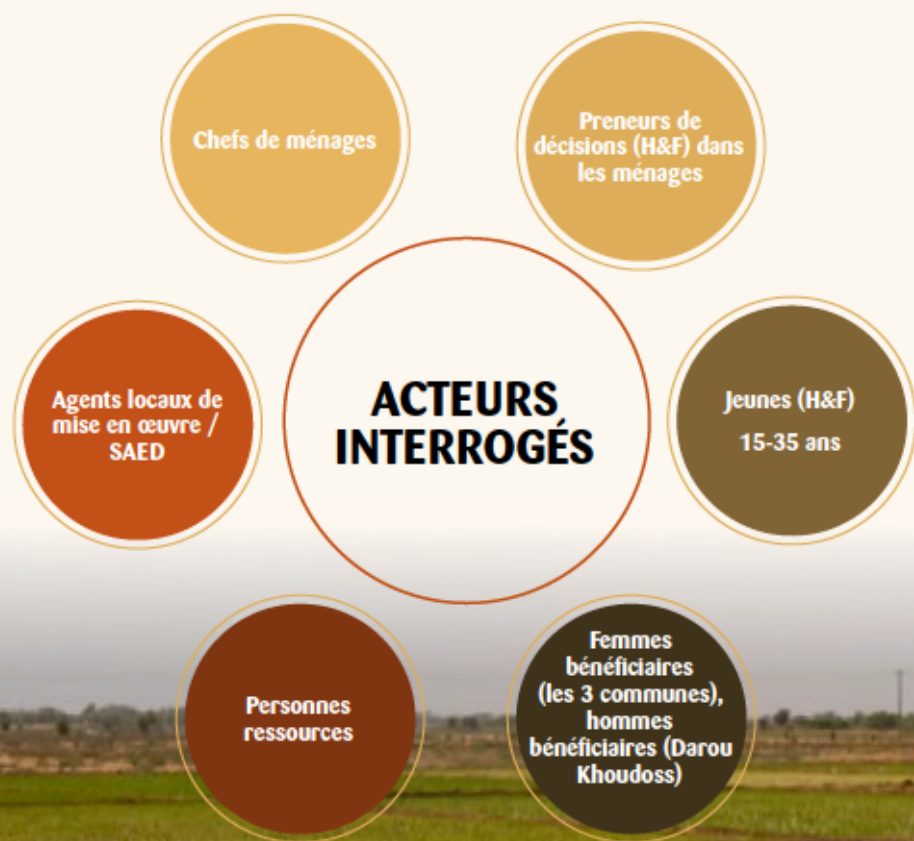 Chefs de ménages
Preneurs de
décisions (H&F) dans
les ménages
ACTEURS
INTERROGÉS
Agents locaux de
mise en œuvre /
SAED
Jeunes (H&F)
15-35 ans
Personnes
ressources
Femmes
bénéficiaires
(les 3 communes),
hommes
bénéficiaires (Darou
Khoudoss)